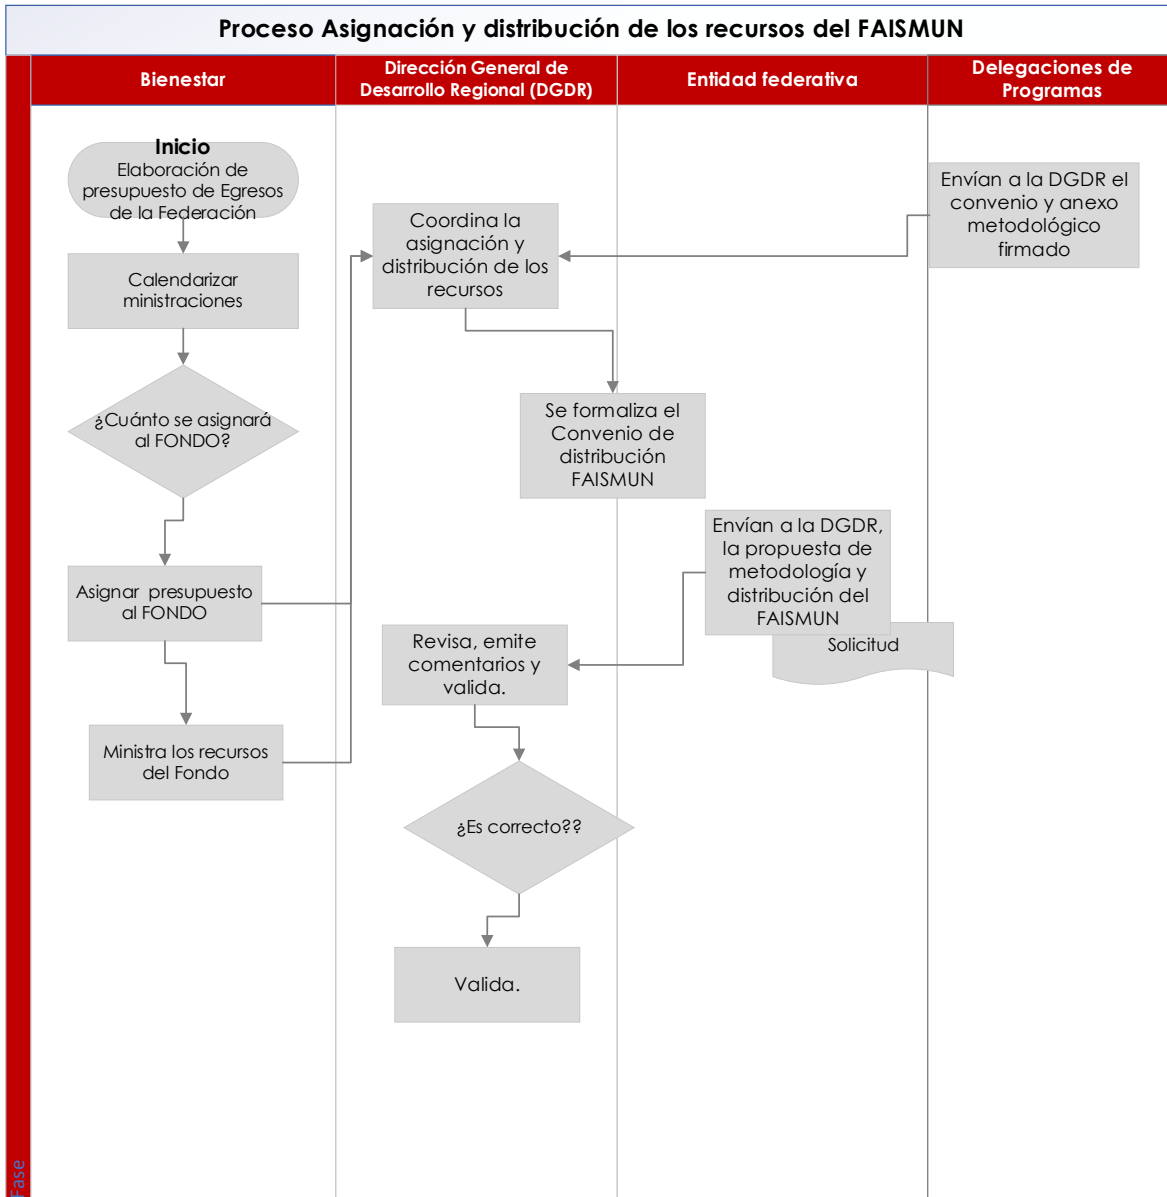 Proceso Asignación y distribución de los recursos del FAISMUN
Bienestar
Dirección General de
Desarrollo Regional (DGDR)
Entidad federativa
Delegaciones de
Programas
Inicio
Elaboración de
presupuesto de Egresos
de la Federación
Calendarizar
ministraciones
¿Cuánto se asignará
al FONDO?
Asignar presupuesto
al FONDO
Ministra los recursos
del Fondo
Coordina la
asignación y
distribución de los
recursos
Se formaliza el
Convenio de
distribución
FAISMUN
Envían a la DGDR el
convenio y anexo
metodológico
firmado
Envían a la DGDR,
la propuesta de
metodología y
distribución del
FAISMUN
Solicitud
Revisa, emite
comentarios y
valida.
¿Es correcto??
Valida.
Fase